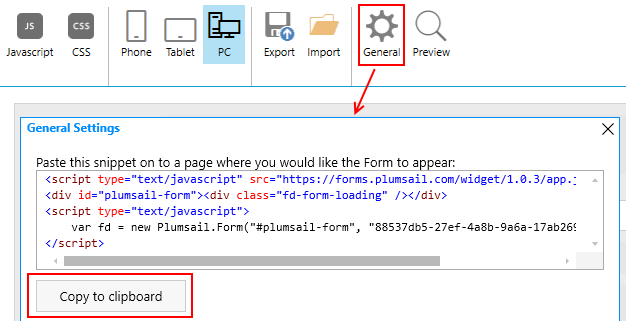 JS CSS
Javascript CSS Phone Tablet PC Export Import General Preview
General Settings
Paste this snippet on to a page where you would like the Form to appear:
<script type="text/javascript" src="https://forms.plumsail.com/widget/1.0.3/app.j
<div id="plumsail-form"><div class="fd-form-loading" /></div>
<script type="text/javascript">
var fd = new Plumsail.Form("#plumsail-form", "88537db5-27ef-4a8b-9a6a-17ab269
</script>
Copy to clipboard